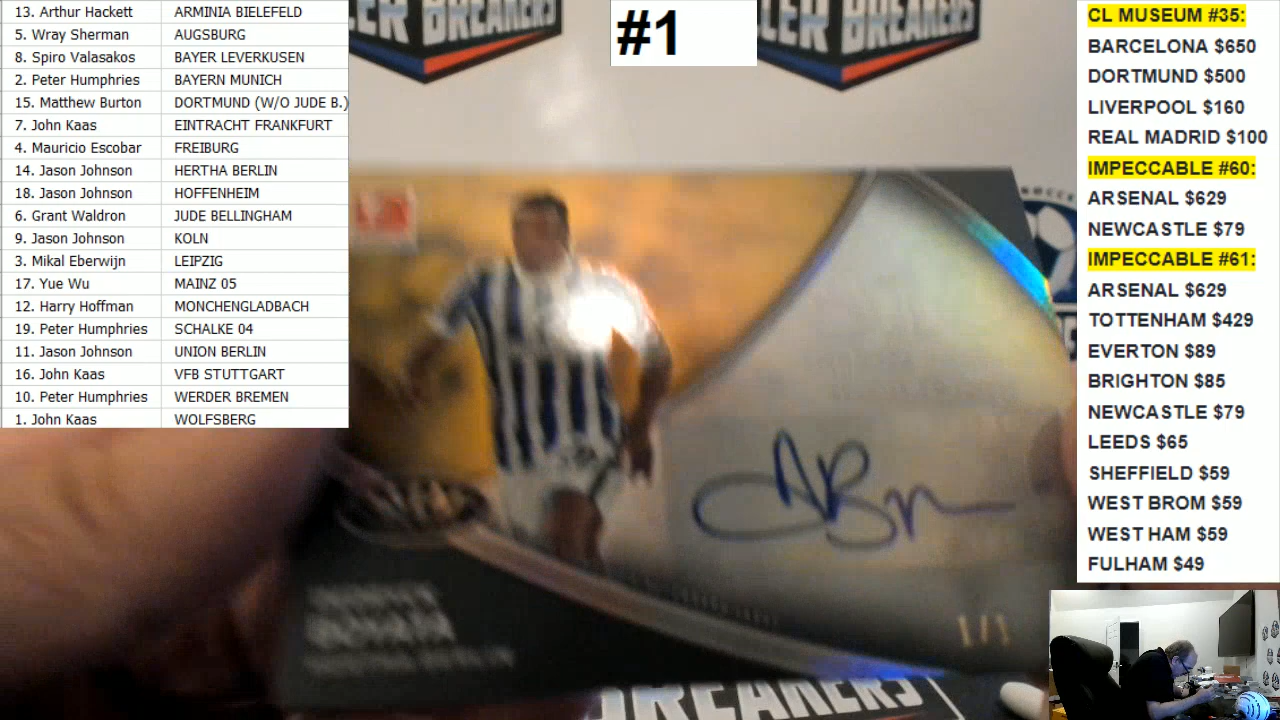 13. Arthur Hackett ARMINIA BIELEFELD
5. Wray Sherman AUGSBURG
8. Spiro Valasakos BAYER LEVERKUSEN
2. Peter Humphries BAYERN MUNICH
15. Matthew Burton DORTMUND (W/O JUDE B.)
7. John Kaas EINTRACHT FRANKFURT
4. Mauricio Escobar FREIBURG
14. Jason Johnson HERTHA BERLIN
18. Jason Johnson HOFFENHEIM
6. Grant Waldron JUDE BELLINGHAM
9. Jason Johnson KOLN
3. Mikal Eberwijn LEIPZIG
17. Yue Wu MAINZ 05
12. Harry Hoffman MONCHENGLADBACH
19. Peter Humphries SCHALKE 04
11. Jason Johnson UNION BERLIN
16. John Kaas VFB STUTTGART
10. Peter Humphries WERDER BREMEN
1. John Kaas WOLFSBERG
#1
BREAKERS
1/1
BREAKERS
CL MUSEUM #35:
BARCELONA $650
DORTMUND $500
LIVERPOOL $160
REAL MADRID $100
IMPECCABLE #60:
ARSENAL $629
NEWCASTLE $79
IMPECCABLE #61:
ARSENAL $629
TOTTENHAM $429
EVERTON $89
BRIGHTON $85
NEWCASTLE $79
LEEDS $65
SHEFFIELD $59
WEST BROM $59
WEST HAM $59
FULHAM $49